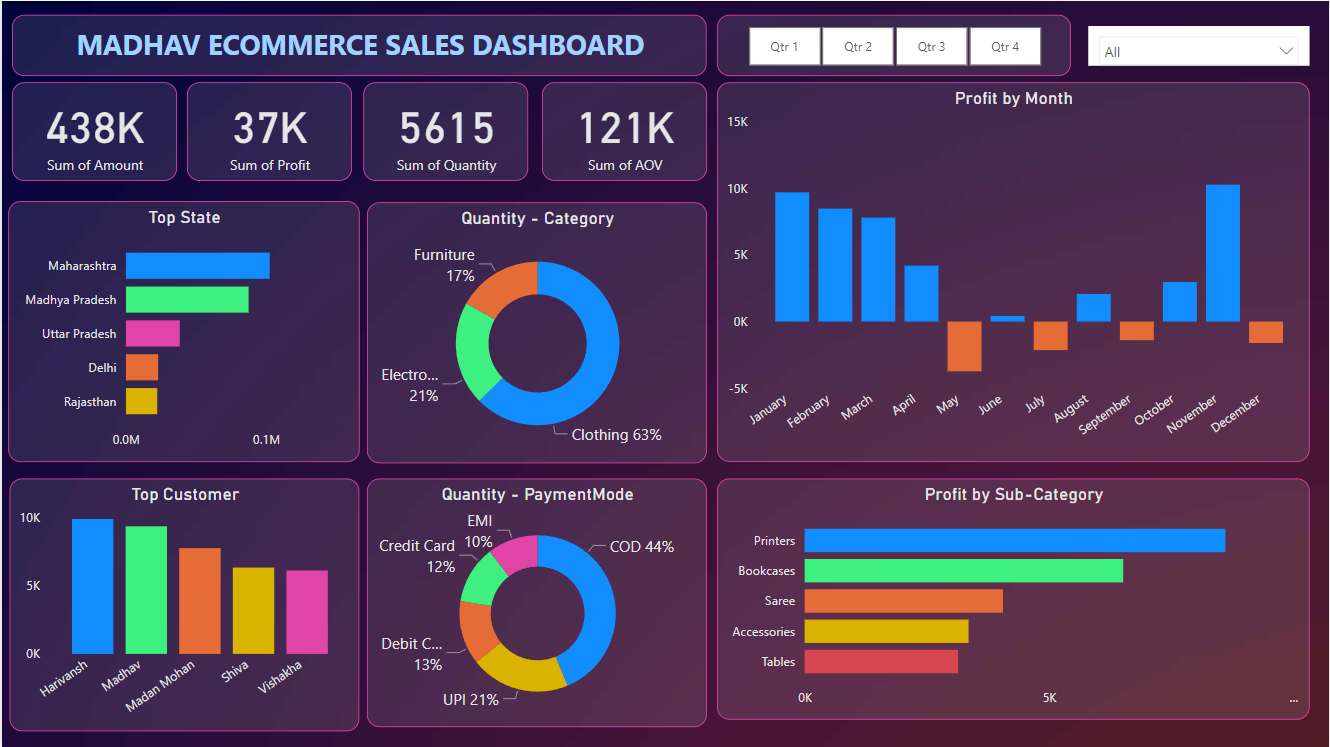 MADHAV ECOMMERCE SALES DASHBOARD
Qtr 1
Qtr 2
Qtr 3
Qtr 4
All
438K
Sum of Amount
37K
Sum of Profit
5615
Sum of Quantity
121K
Sum of AOV
Profit by Month
15K
10K
5K
0K
-5K
January
February
March
April
May
June
July
August
September
October
November
December
Top State
Maharashtra
Madhya Pradesh
Uttar Pradesh
Delhi
Rajasthan
0.0M
0.1M
Quantity - Category
Furniture
17%
Electro...
21%
Clothing 63%
Top Customer
10K
5K
0K
Harivansh
Madhav
Madan Mohan
Shiva
Vishakha
Quantity - PaymentMode
EMI
10%
Credit Card
12%
COD 44%
Debit C...
13%
UPI 21%
Profit by Sub-Category
Printers
Bookcases
Saree
Accessories
Tables
0K
5K
...